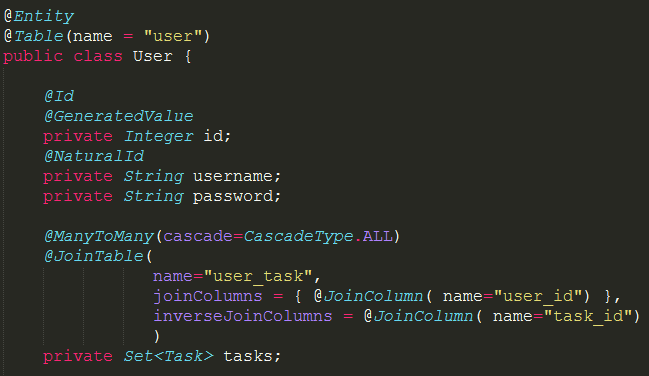 @Entity
@Table(name = "user")
public class User {
@Id
@GeneratedValue
private Integer id;
@NaturalId
private String username;
private String password;
@ManyToMany(cascade=CascadeType.ALL)
@JoinTable(
name="user_task",
joinColumns = { @JoinColumn( name="user_id") },
inverseJoinColumns = @JoinColumn( name="task_id")
)
private Set<Task> tasks;